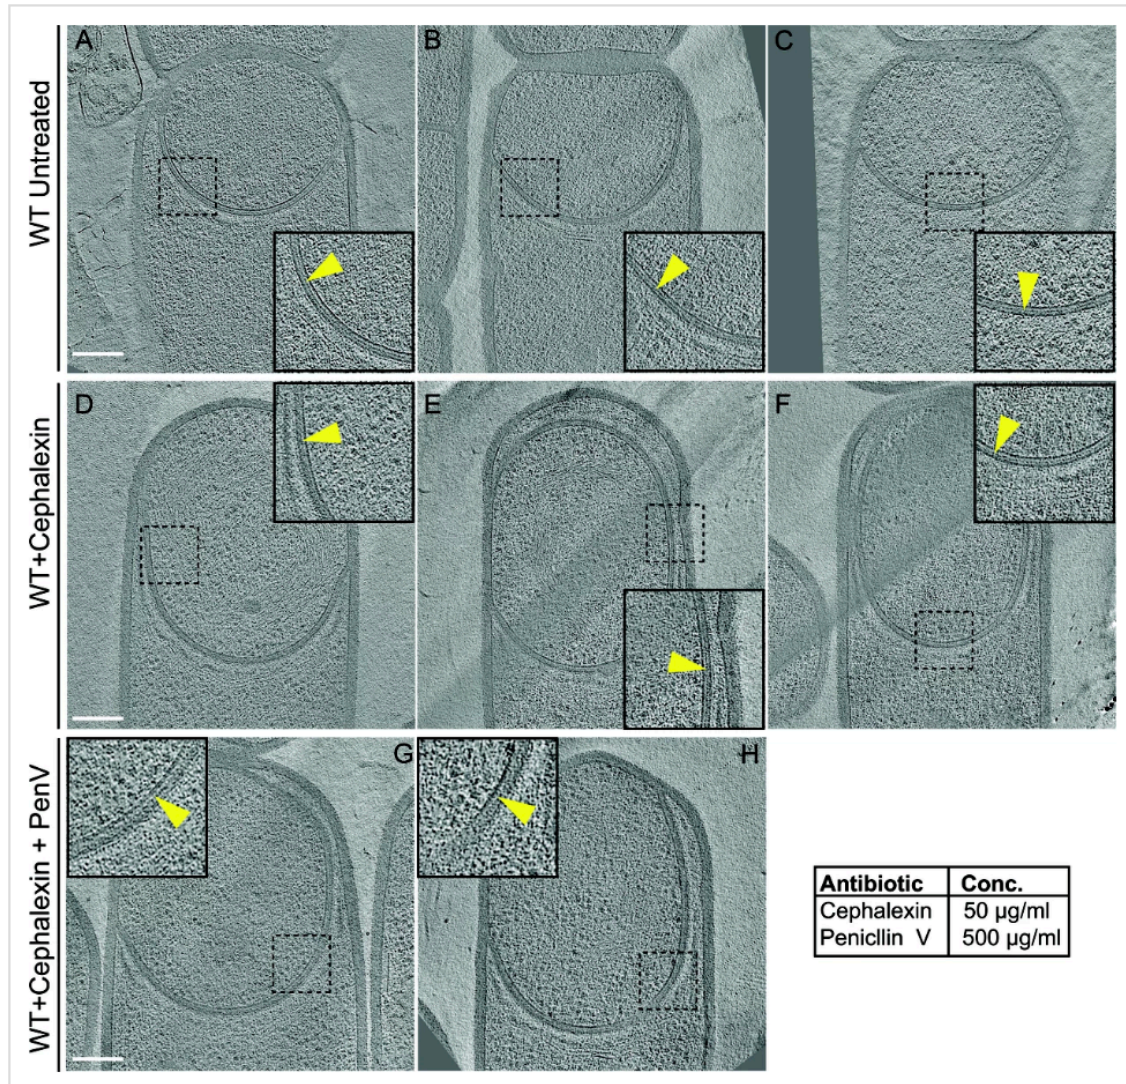 WT Untreated
A
B
C
WT+Cephalexin
D
E
F
WT+Cephalexin + PenV
G
H
Antibiotic Conc.
Cephalexin 50 µg/ml
Penicllin V 500 µg/ml